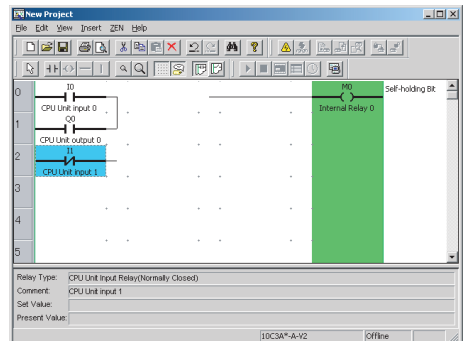 New Project
File Edit View Insert ZEN Help
0 I0 M0 Self-holding Bit
CPU Unit input 0 Internal Relay 0
1 Q0
CPU Unit output 0
2 I1
CPU Unit input 1
3
4
5
Relay Type: CPU Unit Input Relay(Normally Closed)
Comment: CPU Unit input 1
Set Value:
Present Value:
10C3A*-A-V2 Offline